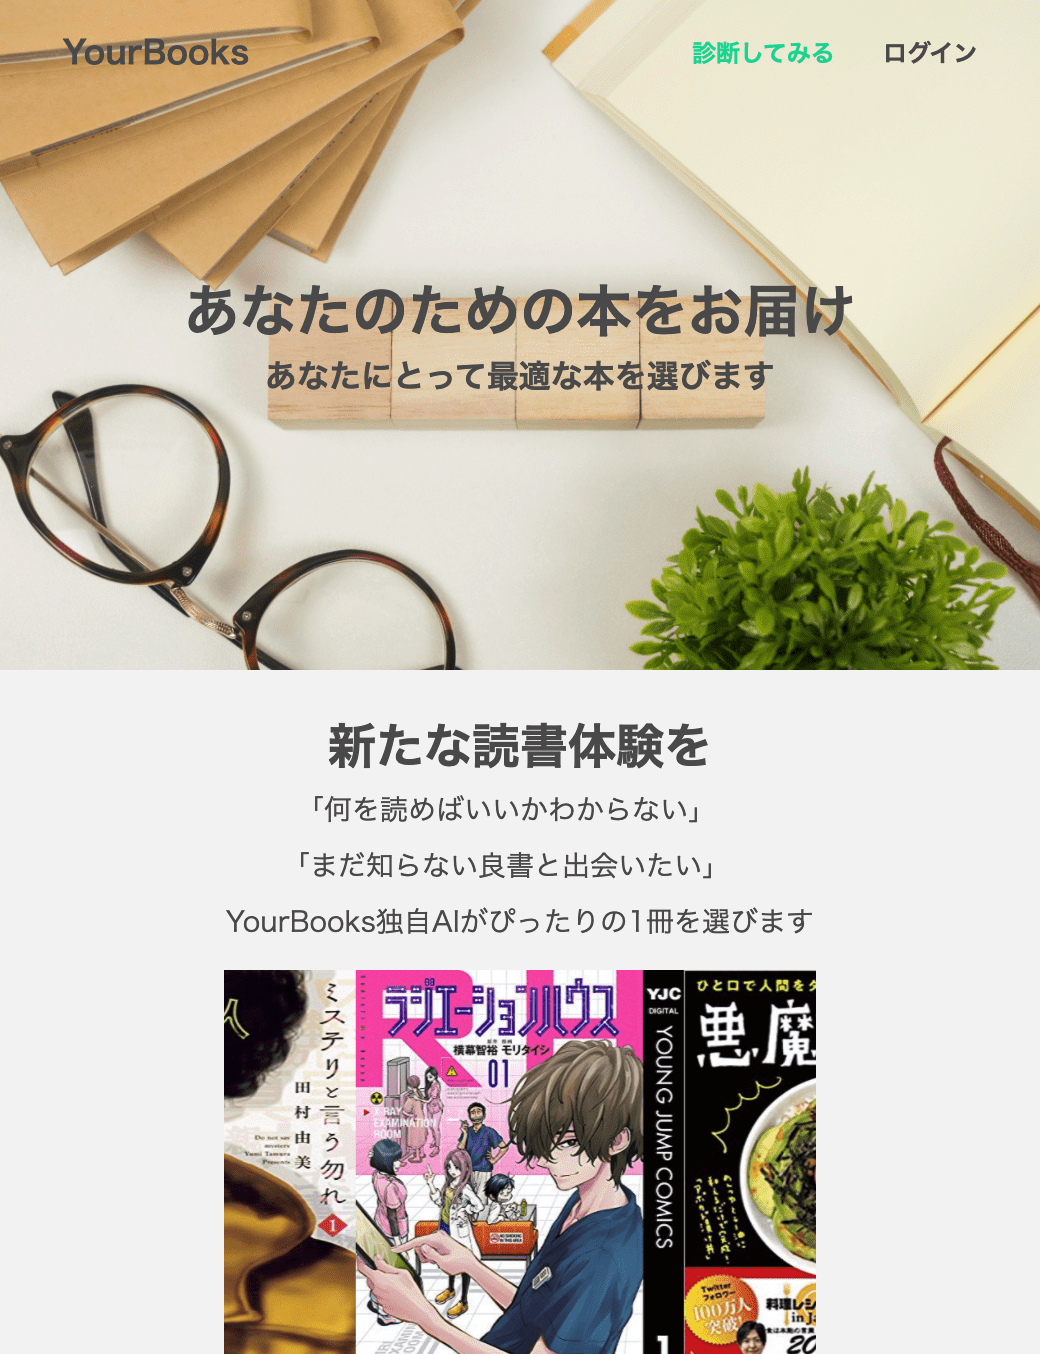 YourBooks
診断してみる
ログイン
あなたのための本をお届け
あなたにとって最適な本を選びます
新たな読書体験を
「何を読めばいいかわからない」
「まだ知らない良書と出会いたい」
YourBooks独自AIがぴったりの1冊を選びます
ミステリと言う勿れ
田村由美
Do not say
mystery
Yumi Tamura
Presents
1
ラジエーションハウス
横幕智裕 モリタイシ
01
X-RAY
EXAMINATION
ROOM
YJC
DIGITAL
YOUNG JUMP COMICS
1
ひと口で人間を
悪魔
Twitter
フォロワー
100万人
突破!
料理レシ
in J
20